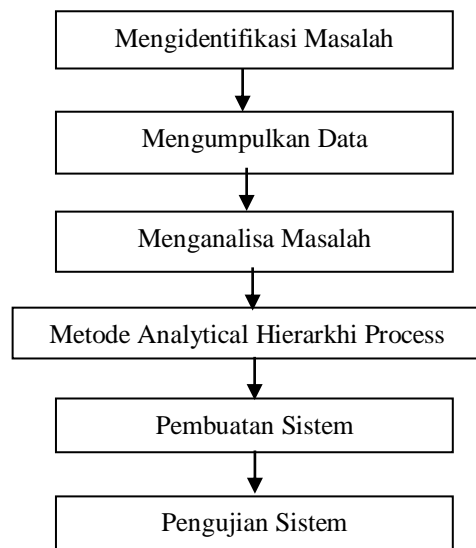 Mengidentifikasi Masalah
Mengumpulkan Data
Menganalisa Masalah
Metode Analytical Hierarkhi Process
Pembuatan Sistem
Pengujian Sistem